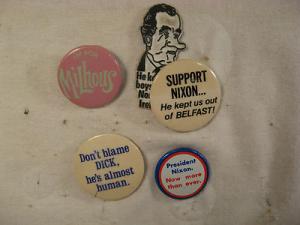 Milhous
He k
boys
No
Irel
SUPPORT
NIXON...
He kept us out
of BELFAST!
Don't blame
DICK,
he's almost
human.
President
Nixon.
Now more
than ever.